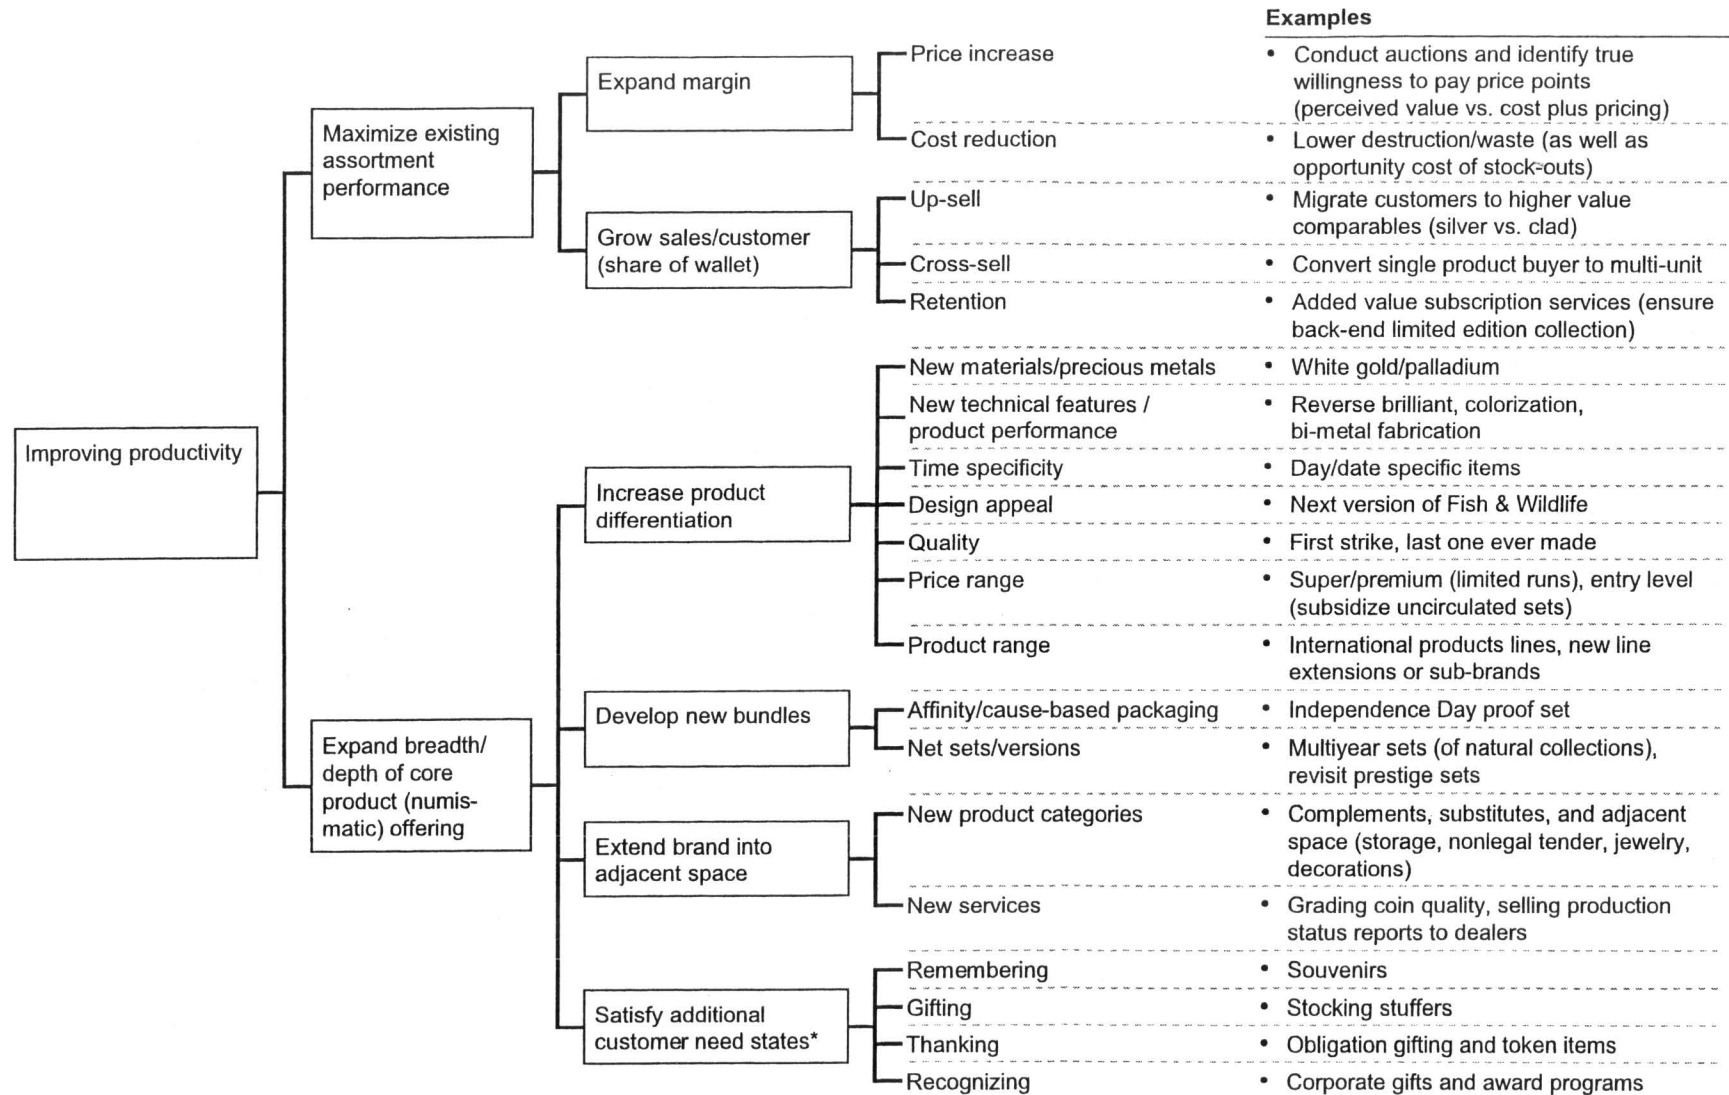 Examples
Improving productivity
Maximize existing
assortment
performance
Expand margin
Price increase
• Conduct auctions and identify true
willingness to pay price points
(perceived value vs. cost plus pricing)
Cost reduction
• Lower destruction/waste (as well as
opportunity cost of stock-outs)
Grow sales/customer
(share of wallet)
Up-sell
• Migrate customers to higher value
comparables (silver vs. clad)
Cross-sell
• Convert single product buyer to multi-unit
Retention
• Added value subscription services (ensure
back-end limited edition collection)
Expand breadth/
depth of core
product (numis-
matic) offering
Increase product
differentiation
New materials/precious metals
• White gold/palladium
New technical features /
product performance
• Reverse brilliant, colorization,
bi-metal fabrication
Time specificity
• Day/date specific items
Design appeal
• Next version of Fish & Wildlife
Quality
• First strike, last one ever made
Price range
• Super/premium (limited runs), entry level
(subsidize uncirculated sets)
Product range
• International products lines, new line
extensions or sub-brands
Develop new bundles
Affinity/cause-based packaging
• Independence Day proof set
Net sets/versions
• Multiyear sets (of natural collections),
revisit prestige sets
Extend brand into
adjacent space
New product categories
• Complements, substitutes, and adjacent
space (storage, nonlegal tender, jewelry,
decorations)
New services
• Grading coin quality, selling production
status reports to dealers
Satisfy additional
customer need states*
Remembering
• Souvenirs
Gifting
• Stocking stuffers
Thanking
• Obligation gifting and token items
Recognizing
• Corporate gifts and award programs